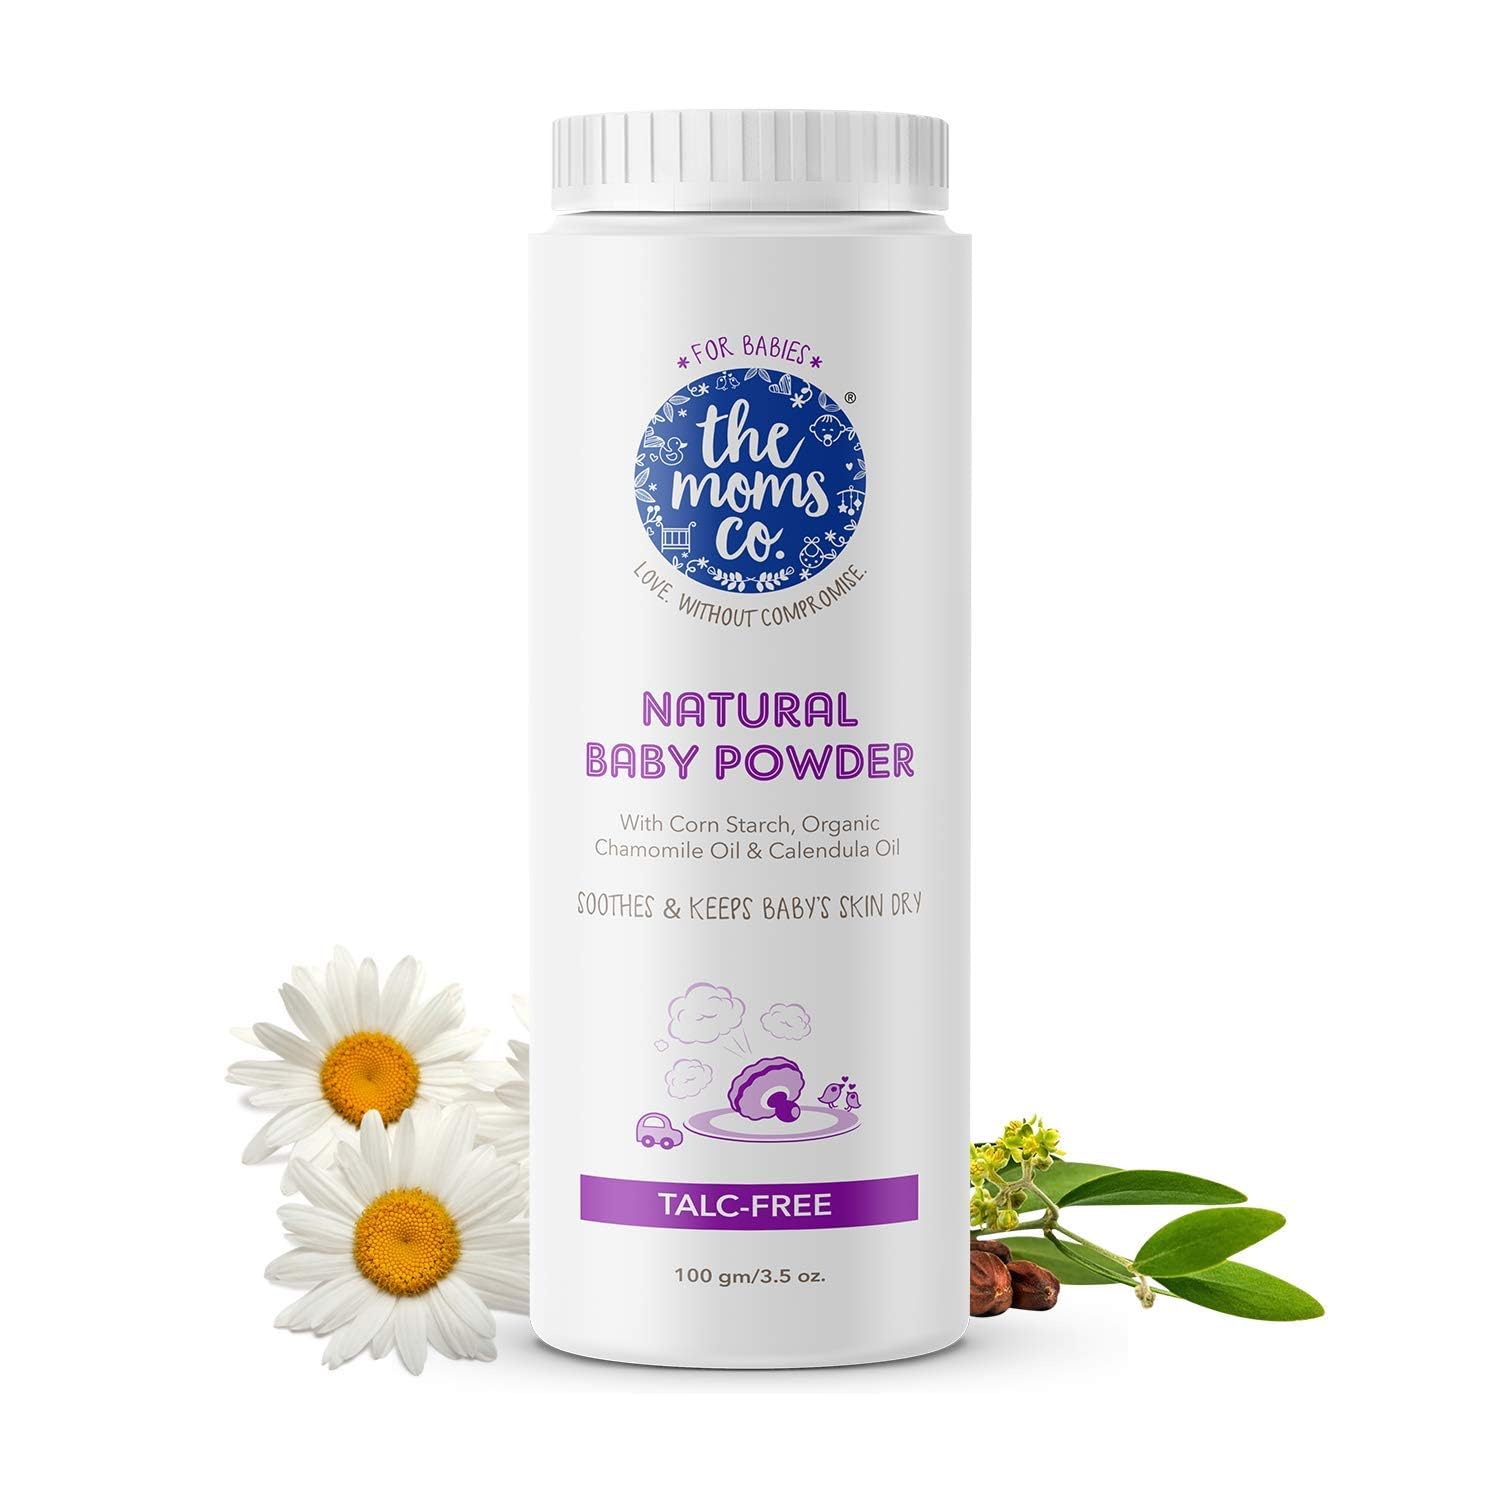 *FOR BABIES*
the
moms
co.
®
LOVE. WITHOUT COMPROMISE.
NATURAL
BABY POWDER
With Corn Starch, Organic
Chamomile Oil & Calendula Oil
SOOTHES & KEEPS BABY'S SKIN DRY
TALC-FREE
100 gm/3.5 oz.